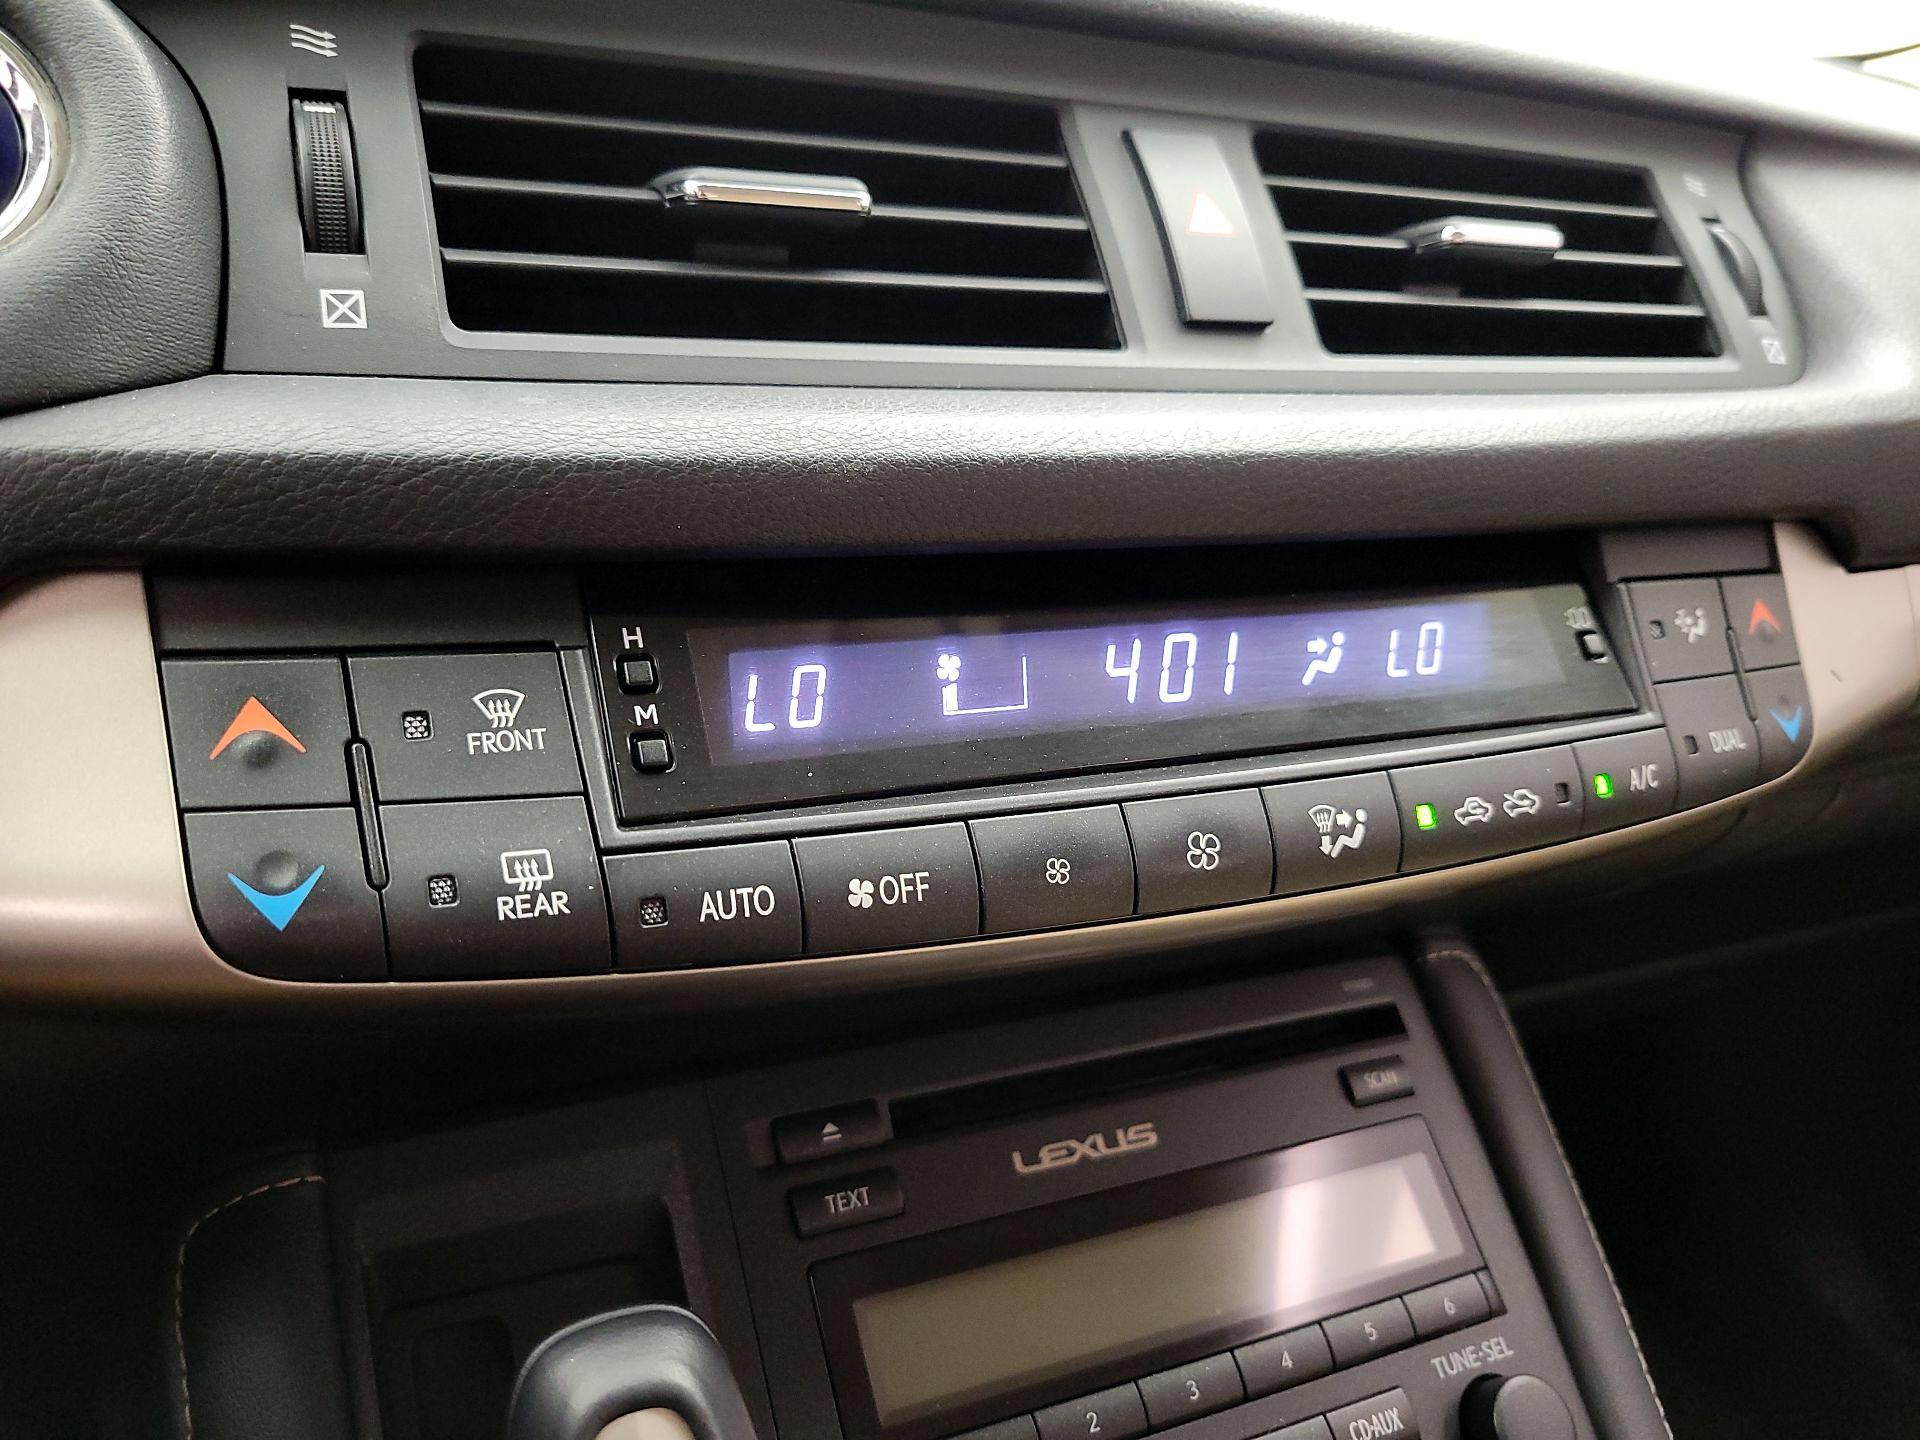 H
M
LO 401 LO
FRONT
REAR
AUTO
OFF
A/C
DUAL
SCAN
LEXUS
TEXT
2 3 4 5 6
TUNE·SEL
CD·AUX